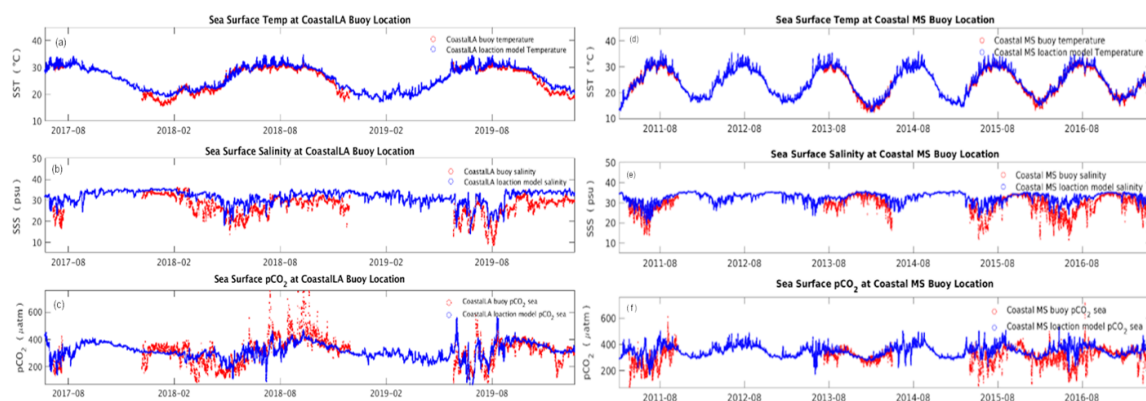 Sea Surface Temp at CoastalLA Buoy Location
(a)
CoastalLA buoy temperature
CoastalLA loaction model Temperature
SST (°C)
40
30
20
10
2017-08 2018-02 2018-08 2019-02 2019-08
Sea Surface Salinity at CoastalLA Buoy Location
(b)
CoastalLA buoy salinity
CoastalLA loaction model salinity
SSS (psu)
50
40
30
20
10
2017-08 2018-02 2018-08 2019-02 2019-08
Sea Surface pCO2 at CoastalLA Buoy Location
(c)
CoastalLA buoy pCO2 sea
CoastalLA loaction model pCO2 sea
pCO2 (μatm)
600
400
200
2017-08 2018-02 2018-08 2019-02 2019-08
Sea Surface Temp at Coastal MS Buoy Location
(d)
Coastal MS buoy temperature
Coastal MS loaction model Temperature
SST (°C)
40
30
20
10
2011-08 2012-08 2013-08 2014-08 2015-08 2016-08
Sea Surface Salinity at Coastal MS Buoy Location
(e)
Coastal MS buoy salinity
Coastal MS loaction model salinity
SSS (psu)
50
40
30
20
10
2011-08 2012-08 2013-08 2014-08 2015-08 2016-08
Sea Surface pCO2 at Coastal MS Buoy Location
(f)
Coastal MS buoy pCO2 sea
Coastal MS loaction model pCO2 sea
pCO2 (μatm)
600
400
200
2011-08 2012-08 2013-08 2014-08 2015-08 2016-08